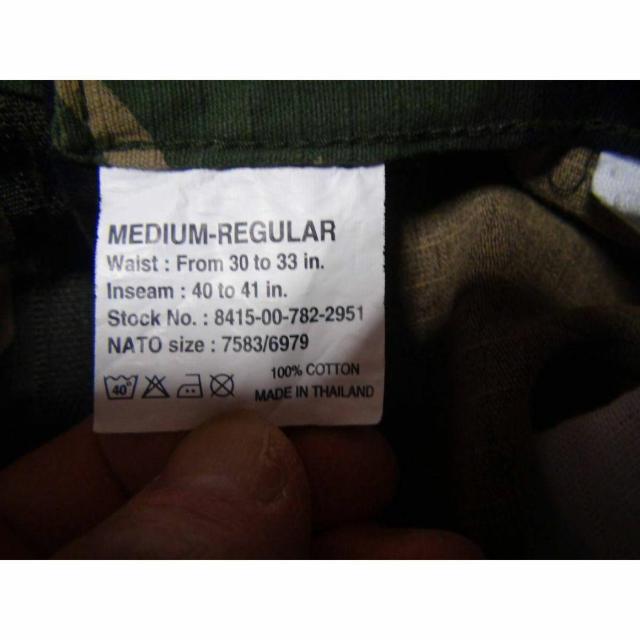 MEDIUM-REGULAR
Waist : From 30 to 33 in.
Inseam : 40 to 41 in.
Stock No. : 8415-00-782-2951
NATO size : 7583/6979
40° 100% COTTON
MADE IN THAILAND